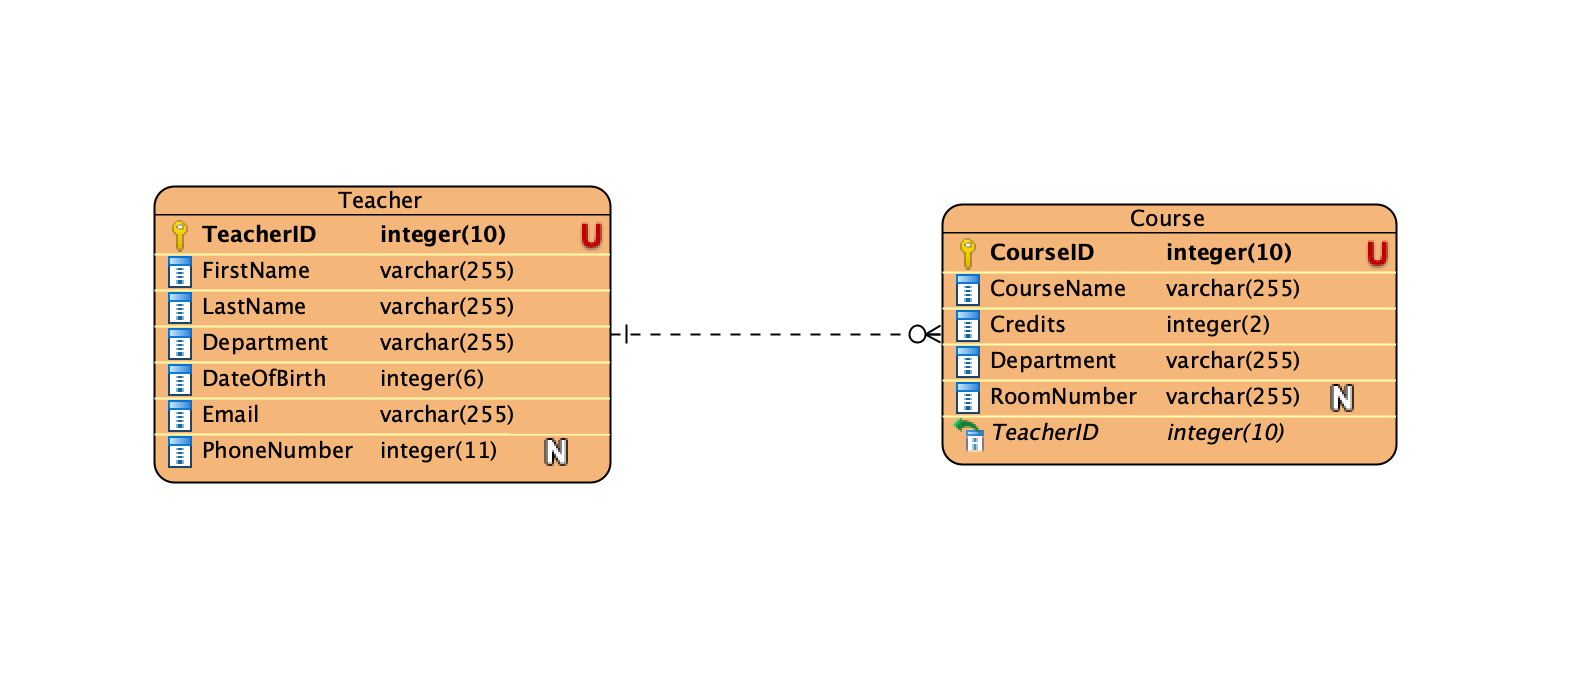 Teacher
TeacherID integer(10) U
FirstName varchar(255)
LastName varchar(255)
Department varchar(255)
DateOfBirth integer(6)
Email varchar(255)
PhoneNumber integer(11) N
Course
CourseID integer(10) U
CourseName varchar(255)
Credits integer(2)
Department varchar(255)
RoomNumber varchar(255) N
TeacherID integer(10)